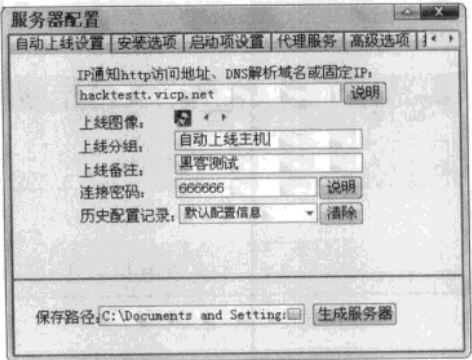 服务器配置
自动上线设置 安装选项 启动项设置 代理服务 高级选项
IP通知http访问地址、DNS解析域名或固定IP:
hacktestt.vicp.net 说明
上线图像:
上线分组: 自动上线主机
上线备注: 黑客测试
连接密码: 666666 说明
历史配置记录: 默认配置信息 清除
保存路径: C:\Documents and Setting 生成服务器